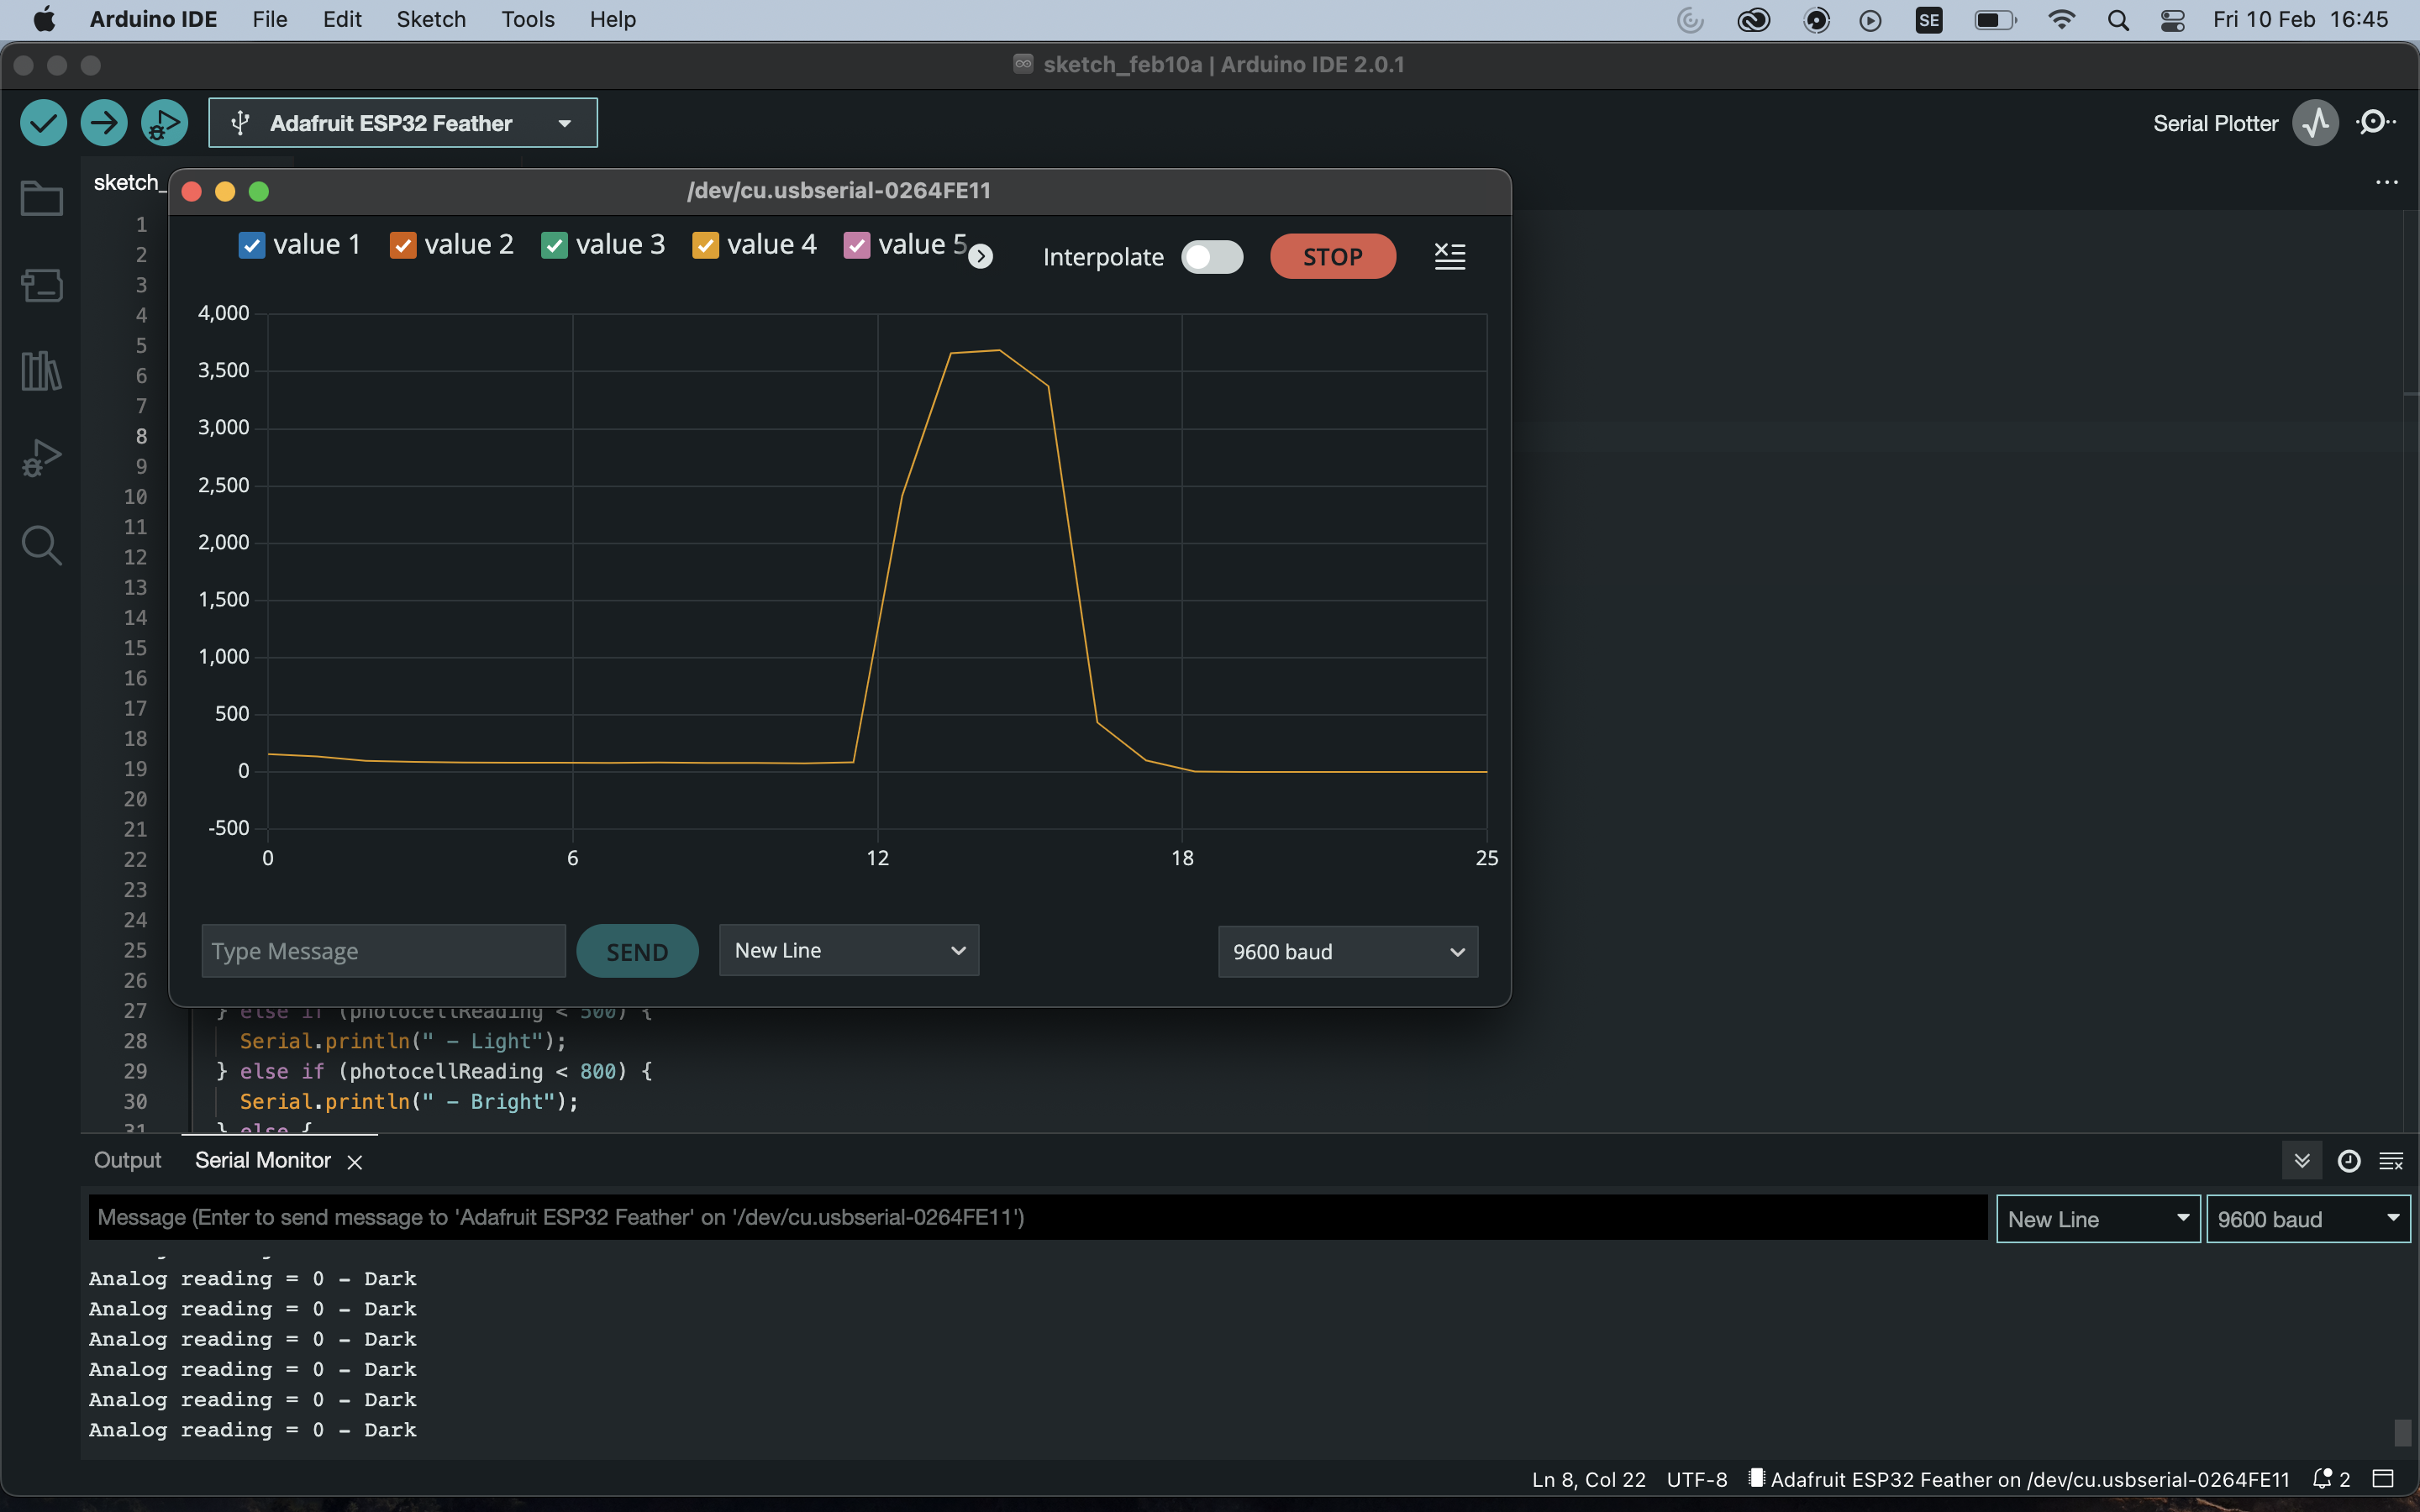 Arduino IDE File Edit Sketch Tools Help SE Fri 10 Feb 16:45
sketch_feb10a | Arduino IDE 2.0.1
Adafruit ESP32 Feather Serial Plotter
sketch_
/dev/cu.usbserial-0264FE11
value 1 value 2 value 3 value 4 value 5
Interpolate STOP
4,000
3,500
3,000
2,500
2,000
1,500
1,000
500
0
-500
0 6 12 18 25
Type Message SEND New Line 9600 baud
1
2
3
4
5
6
7
8
9
10
11
12
13
14
15
16
17
18
19
20
21
22
23
24
25
26
27 } else if (photocellReading < 500) {
28 Serial.println(" - Light");
29 } else if (photocellReading < 800) {
30 Serial.println(" - Bright");
31 } else {
Output Serial Monitor
Message (Enter to send message to 'Adafruit ESP32 Feather' on '/dev/cu.usbserial-0264FE11') New Line 9600 baud
Analog reading = 0 - Dark
Analog reading = 0 - Dark
Analog reading = 0 - Dark
Analog reading = 0 - Dark
Analog reading = 0 - Dark
Analog reading = 0 - Dark
Ln 8, Col 22 UTF-8 Adafruit ESP32 Feather on /dev/cu.usbserial-0264FE11 2